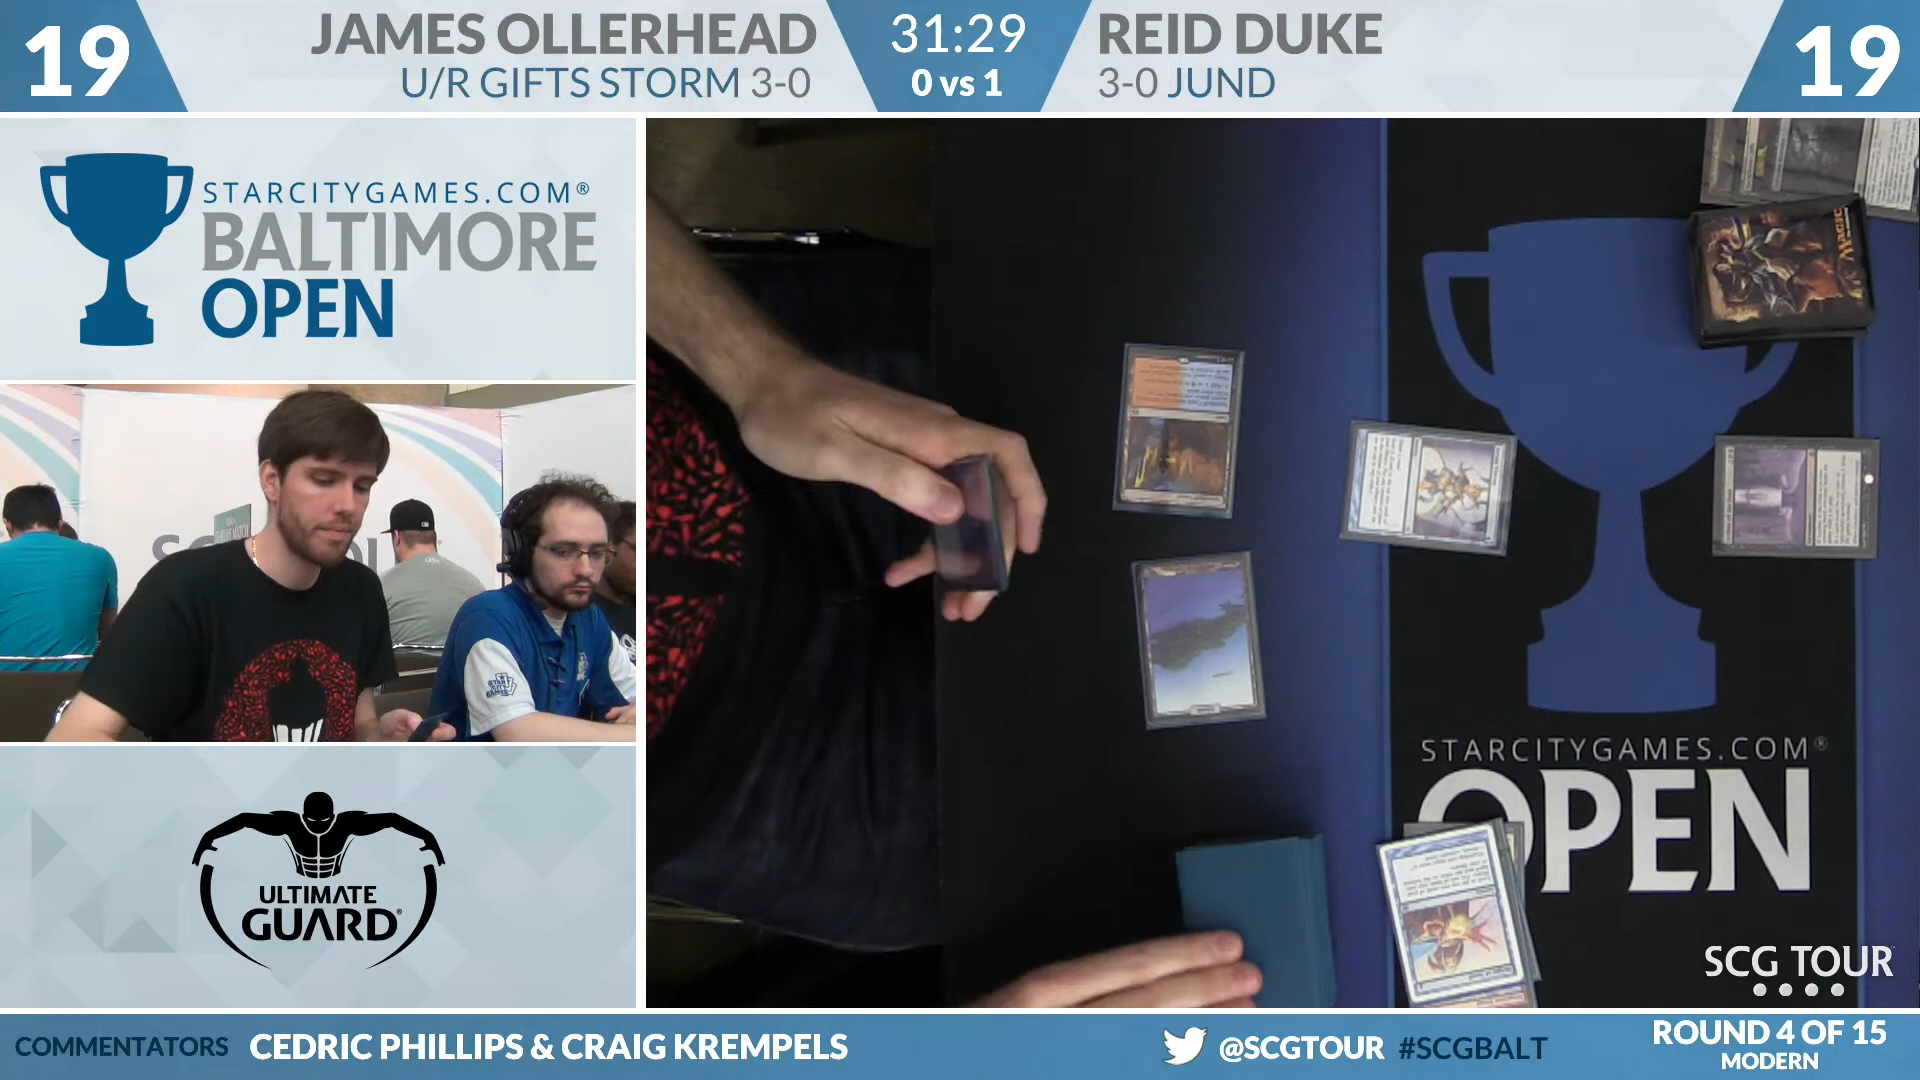 19
JAMES OLLERHEAD
U/R GIFTS STORM 3-0
31:29
0 vs 1
REID DUKE
3-0 JUND
19
STARCITYGAMES.COM®
BALTIMORE
OPEN
ULTIMATE
GUARD®
MAGIC
STARCITYGAMES.COM®
OPEN
SCG TOUR
COMMENTATORS CEDRIC PHILLIPS & CRAIG KREMPELS
@SCGTOUR #SCGBALT
ROUND 4 OF 15
MODERN